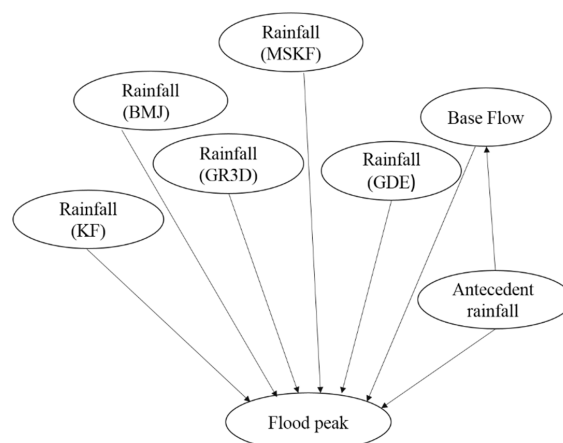 Rainfall
(MSKF)
Rainfall
(BMJ)
Base Flow
Rainfall
(GR3D)
Rainfall
(GDE)
Rainfall
(KF)
Antecedent
rainfall
Flood peak